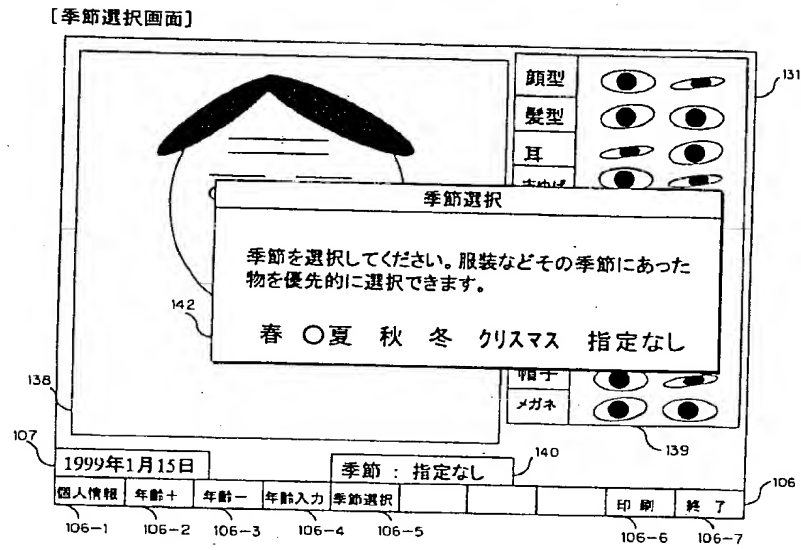 [季節選択画面]
131
顔型
髪型
耳
季節選択
季節を選択してください。服装などその季節にあった
物を優先的に選択できます。
142
春 ○夏 秋 冬 クリスマス 指定なし
帽子
メガネ
138
139
107
140
1999年1月15日
季節 : 指定なし
106
個人情報 年齢+ 年齢− 年齢入力 季節選択 印刷 終了
106-1 106-2 106-3 106-4 106-5 106-6 106-7